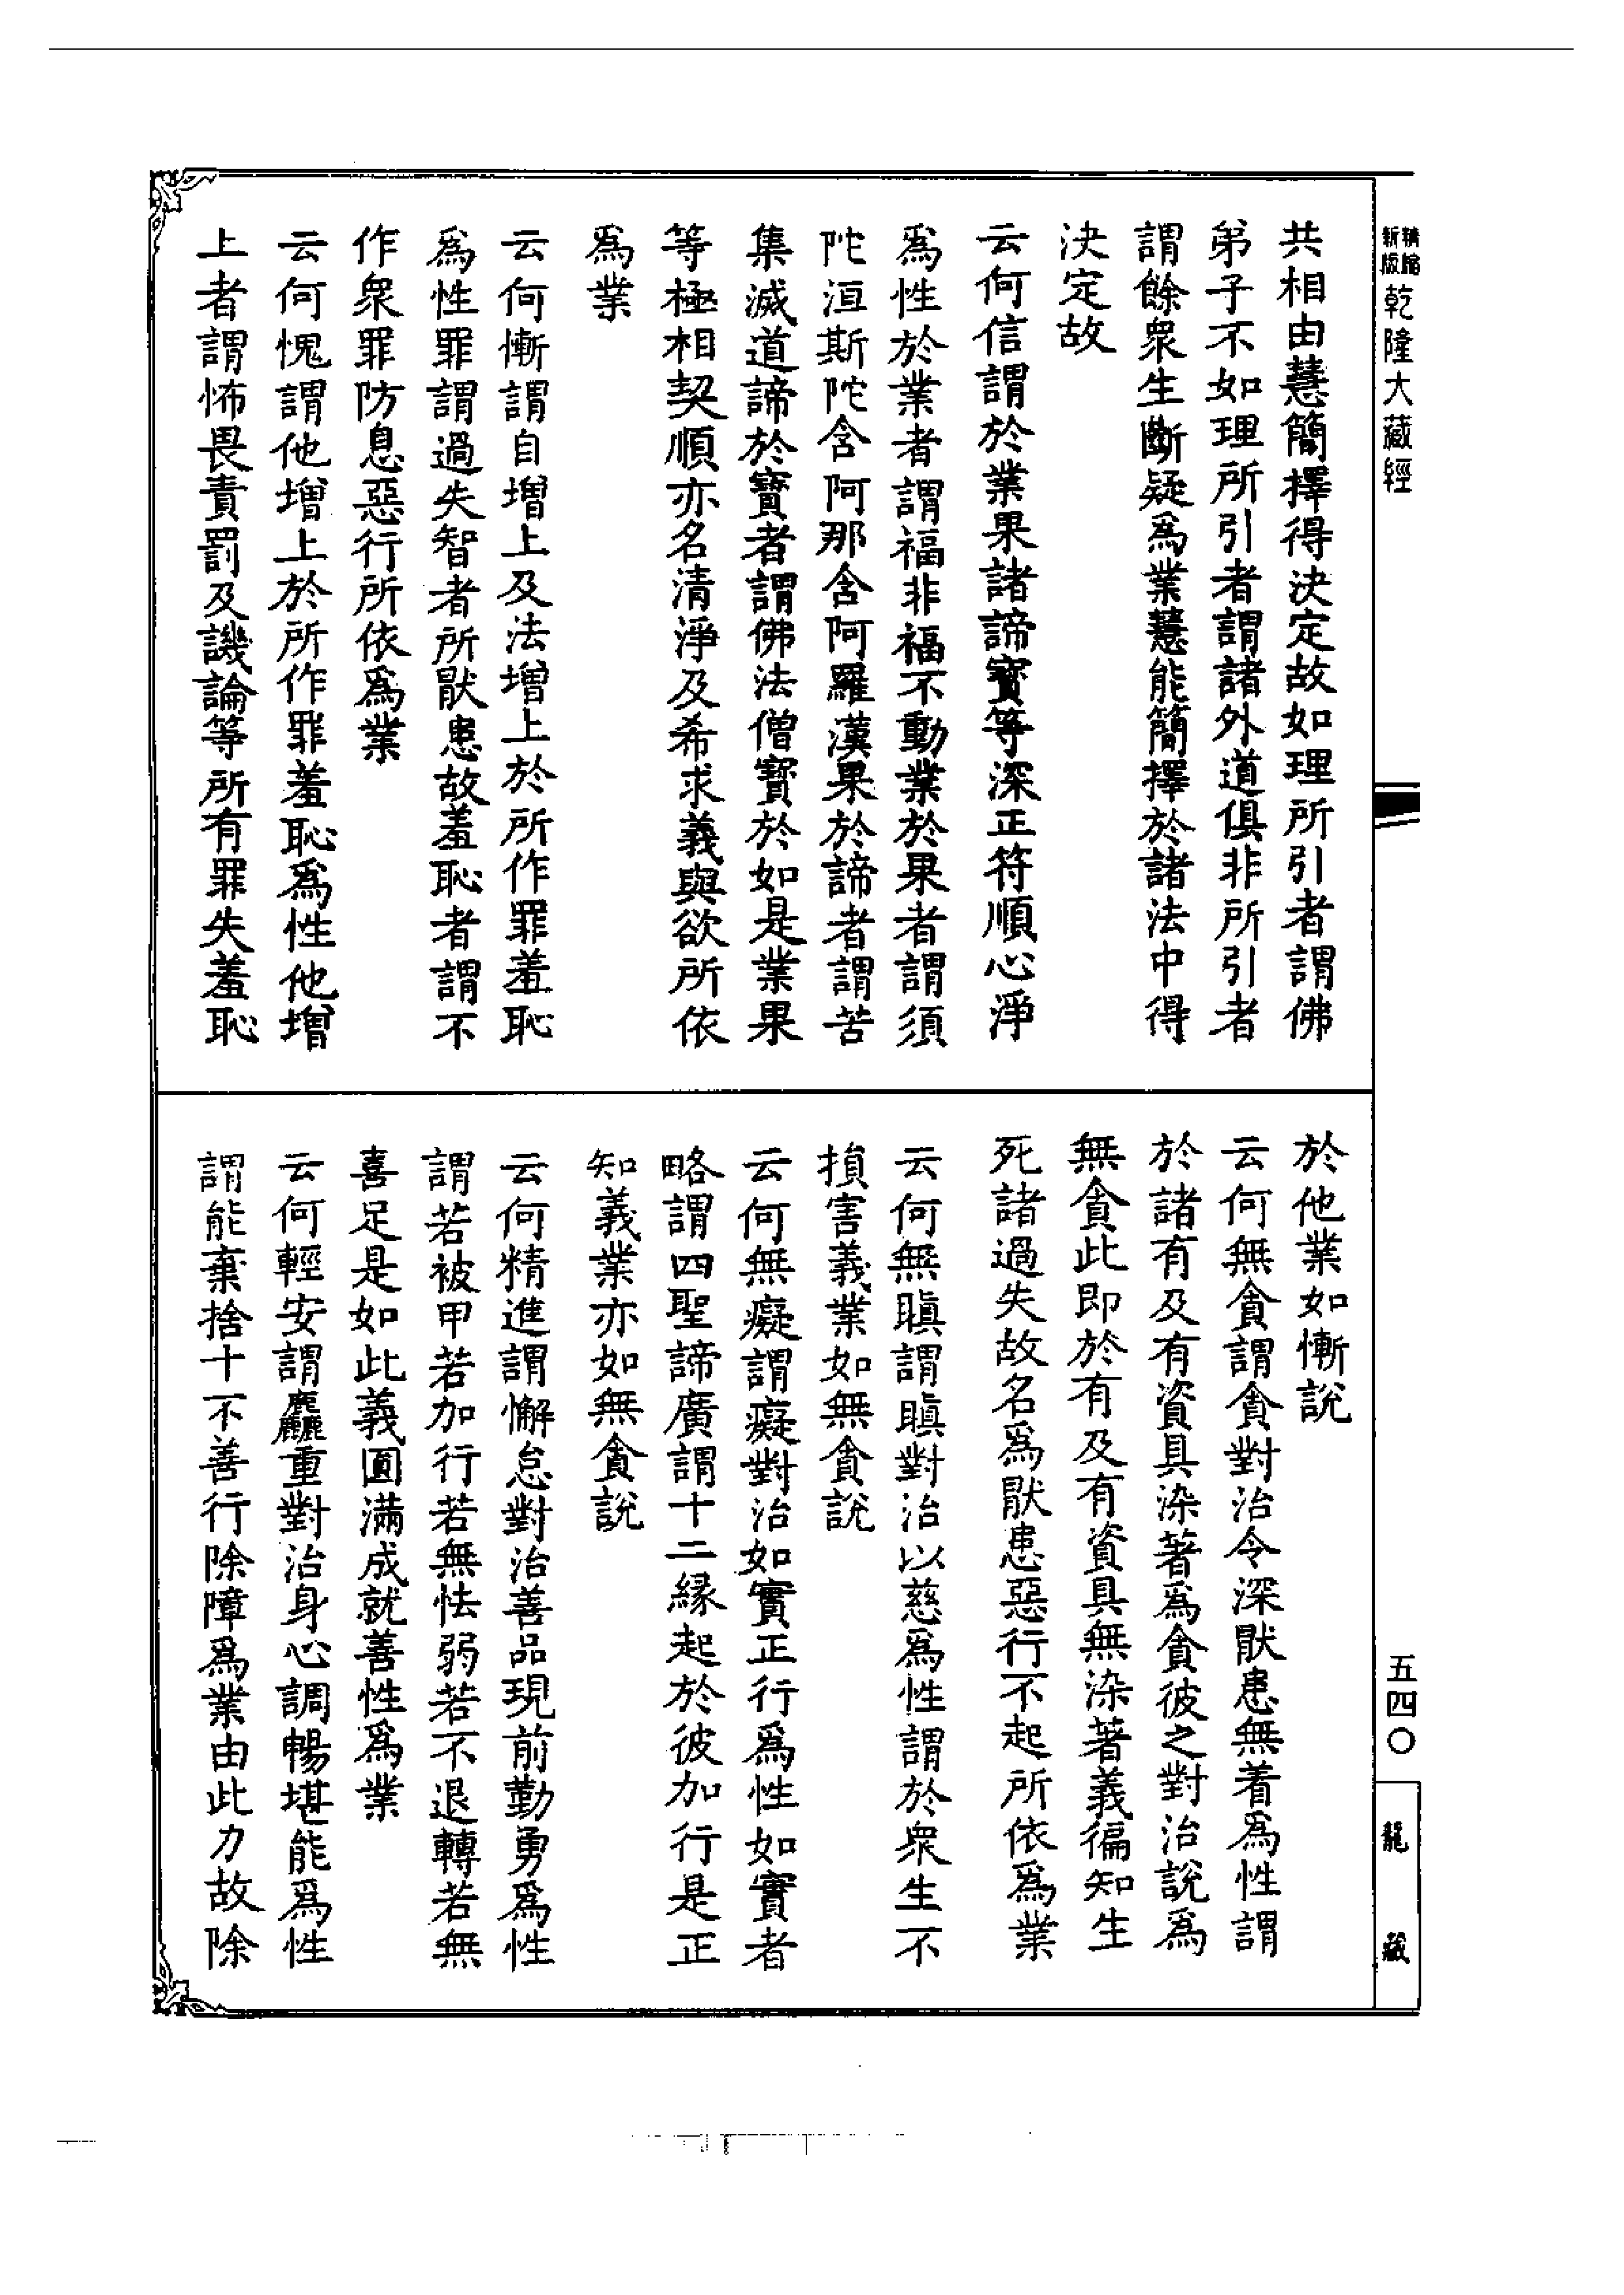 精縮新版乾隆大藏經
共相由慧簡擇得決定故如理所引者謂佛
弟子不如理所引者謂諸外道俱非所引者
謂餘衆生斷疑爲業慧能簡擇於諸法中得
決定故
云何信謂於業果諸諦寶等深正符順心淨
爲性於業者謂福非福不動業於果者謂須
陀洹斯陀含阿那含阿羅漢果於諦者謂苦
集滅道諦於寶者謂佛法僧寶於如是業果
等極相契順亦名清淨及希求義與欲所依
爲業
云何慚謂自增上及法增上於所作罪羞恥
爲性罪謂過失智者所猒患故羞恥者謂不
作衆罪防息惡行所依爲業
云何愧謂他增上於所作罪羞恥爲性他增
上者謂怖畏責罰及譏論等所有罪失羞恥
於他業如慚說
云何無貪謂貪對治令深猒患無着爲性謂
於諸有及有資具染著爲貪彼之對治說爲
無貪此即於有及有資具無染著義徧知生
死諸過失故名爲猒患惡行不起所依爲業
云何無瞋謂瞋對治以慈爲性謂於衆生不
損害義業如無貪說
云何無癡謂癡對治如實正行爲性如實者
略謂四聖諦廣謂十二緣起於彼加行是正
知義業亦如無貪說
云何精進謂懈怠對治善品現前勤勇爲性
謂若被甲若加行若無怯弱若不退轉若無
喜足是如此義圓滿成就善性爲業
云何輕安謂麤重對治身心調暢堪能爲性
謂能棄捨十不善行除障爲業由此力故除
五四〇
龍藏